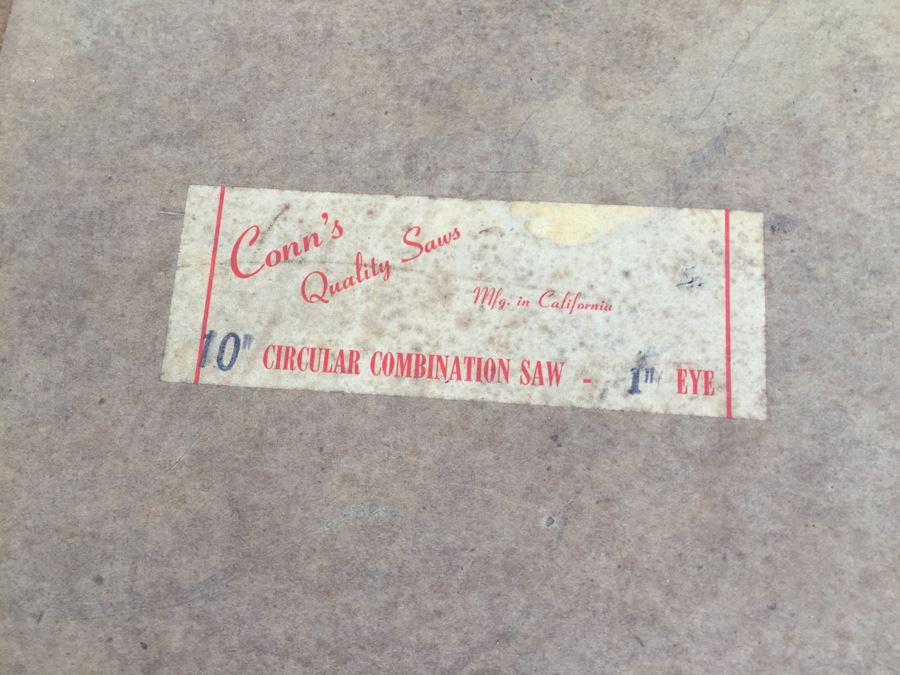 Conn's
Quality Saws
Mfg. in California
10" CIRCULAR COMBINATION SAW - 1" EYE